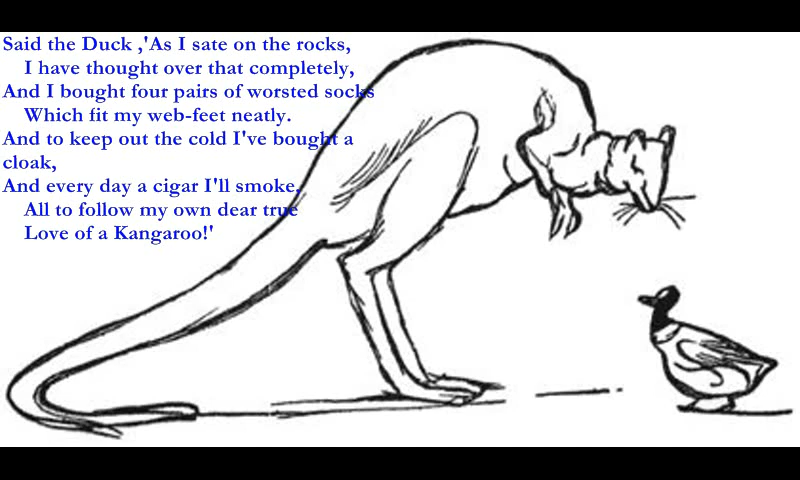 Said the Duck ,'As I sate on the rocks,
I have thought over that completely,
And I bought four pairs of worsted socks
Which fit my web-feet neatly.
And to keep out the cold I've bought a
cloak,
And every day a cigar I'll smoke,
All to follow my own dear true
Love of a Kangaroo!'